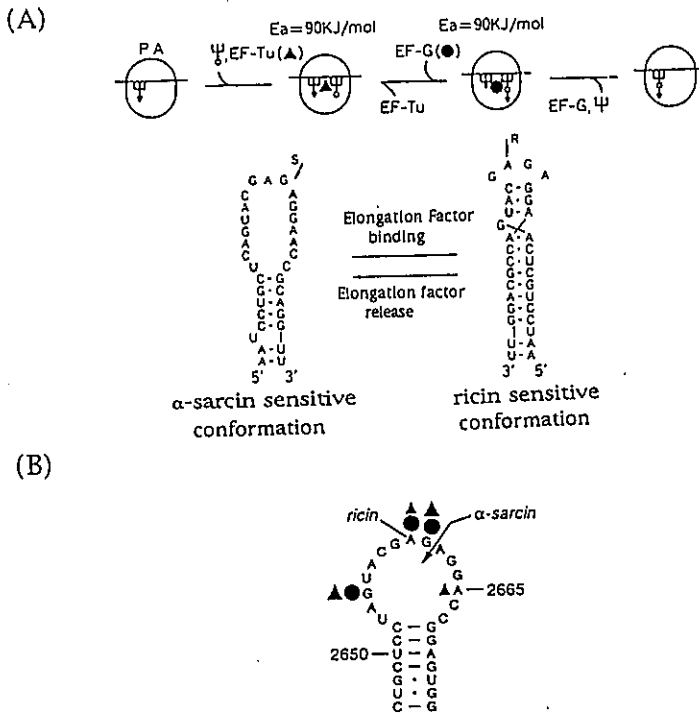 (A)
Ea=90KJ/mol Ea=90KJ/mol
P A Ψ, EF-Tu(▲) EF-G(●)
EF-Tu EF-G, Ψ
S
G A G
R
G A G A
Elongation Factor
binding
Elongation factor
release
5' 3'
3' 5'
α-sarcin sensitive
conformation
ricin sensitive
conformation
(B)
ricin α-sarcin
C G A G A G
A G
U G
G A 2665
A C
U C
C G
C G
2650 U A
C G
G U
U G
C G